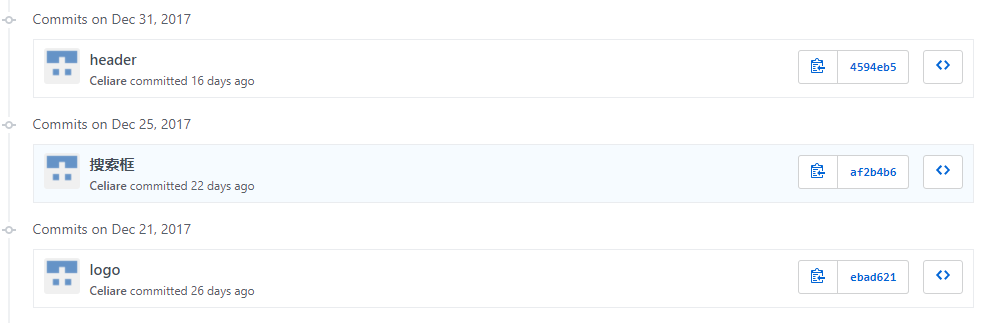 Commits on Dec 31, 2017
header
Celiare committed 16 days ago
4594eb5
Commits on Dec 25, 2017
搜索框
Celiare committed 22 days ago
af2b4b6
Commits on Dec 21, 2017
logo
Celiare committed 26 days ago
ebad621